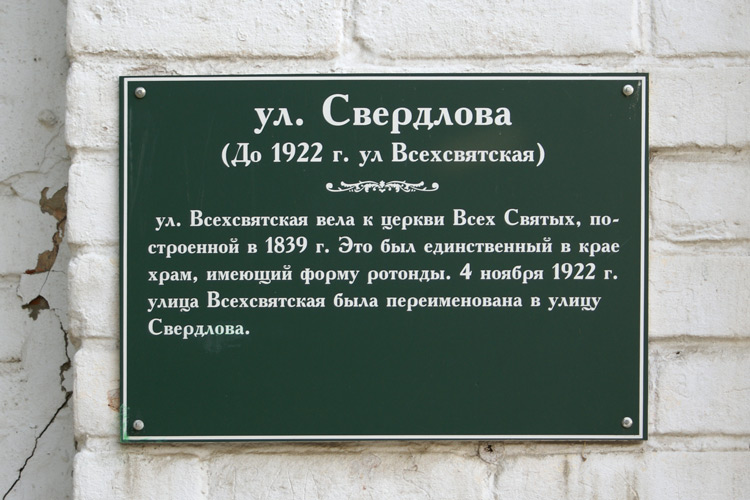 ул. Свердлова
(До 1922 г. ул Всехсвятская)
ул. Всехсвятская вела к церкви Всех Святых, по-
строенной в 1839 г. Это был единственный в крае
храм, имеющий форму ротонды. 4 ноября 1922 г.
улица Всехсвятская была переименована в улицу
Свердлова.